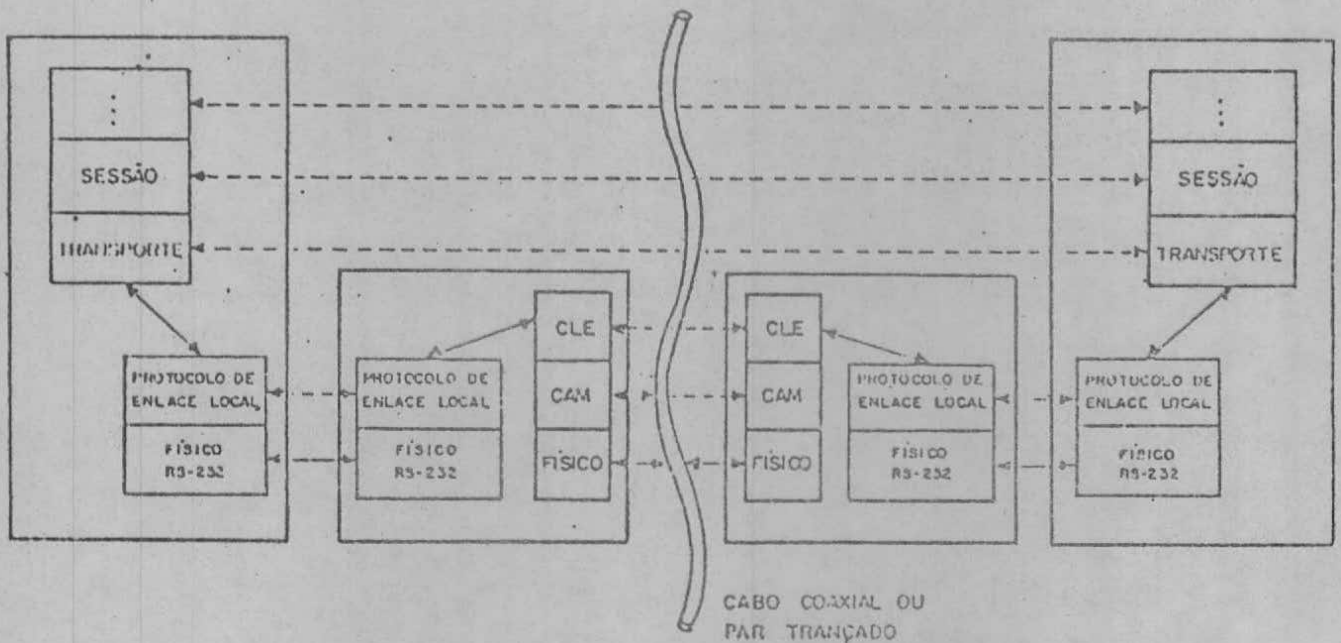 ⋮
SESSÃO
TRANSPORTE
PROTOCOLO DE
ENLACE LOCAL
FÍSICO
RS-232
PROTOCOLO DE
ENLACE LOCAL
FÍSICO
RS-232
CLE
CAM
FÍSICO
CLE
CAM
FÍSICO
PROTOCOLO DE
ENLACE LOCAL
FÍSICO
RS-232
⋮
SESSÃO
TRANSPORTE
PROTOCOLO DE
ENLACE LOCAL
FÍSICO
RS-232
CABO COAXIAL OU
PAR TRANÇADO